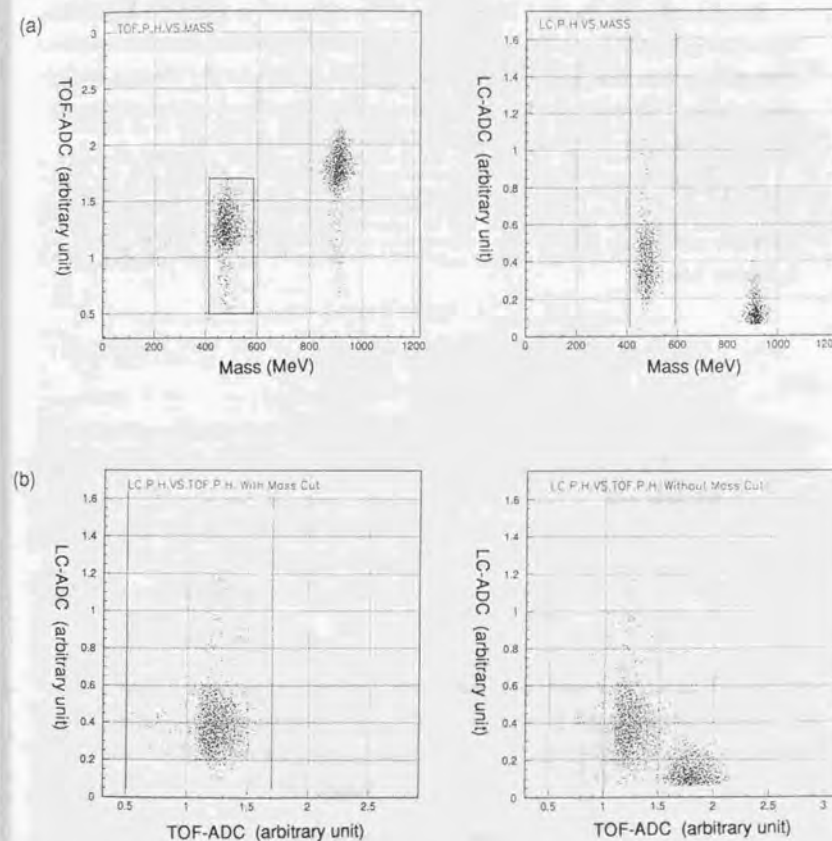 (a)
TOF.P.H.VS.MASS
TOF-ADC (arbitrary unit)
3
2.5
2
1.5
1
0.5
0 200 400 600 800 1000 1200
Mass (MeV)
LC.P.H.VS.MASS
LC-ADC (arbitrary unit)
1.6
1.4
1.2
1
0.8
0.6
0.4
0.2
0
0 200 400 600 800 1000 1200
Mass (MeV)
(b)
LC.P.H.VS.TOF.P.H. With Mass Cut
LC-ADC (arbitrary unit)
1.6
1.4
1.2
1
0.8
0.6
0.4
0.2
0
0.5 1 1.5 2 2.5
TOF-ADC (arbitrary unit)
LC.P.H.VS.TOF.P.H. Without Mass Cut
LC-ADC (arbitrary unit)
1.6
1.4
1.2
1
0.8
0.6
0.4
0.2
0
0.5 1 1.5 2 2.5 3
TOF-ADC (arbitrary unit)